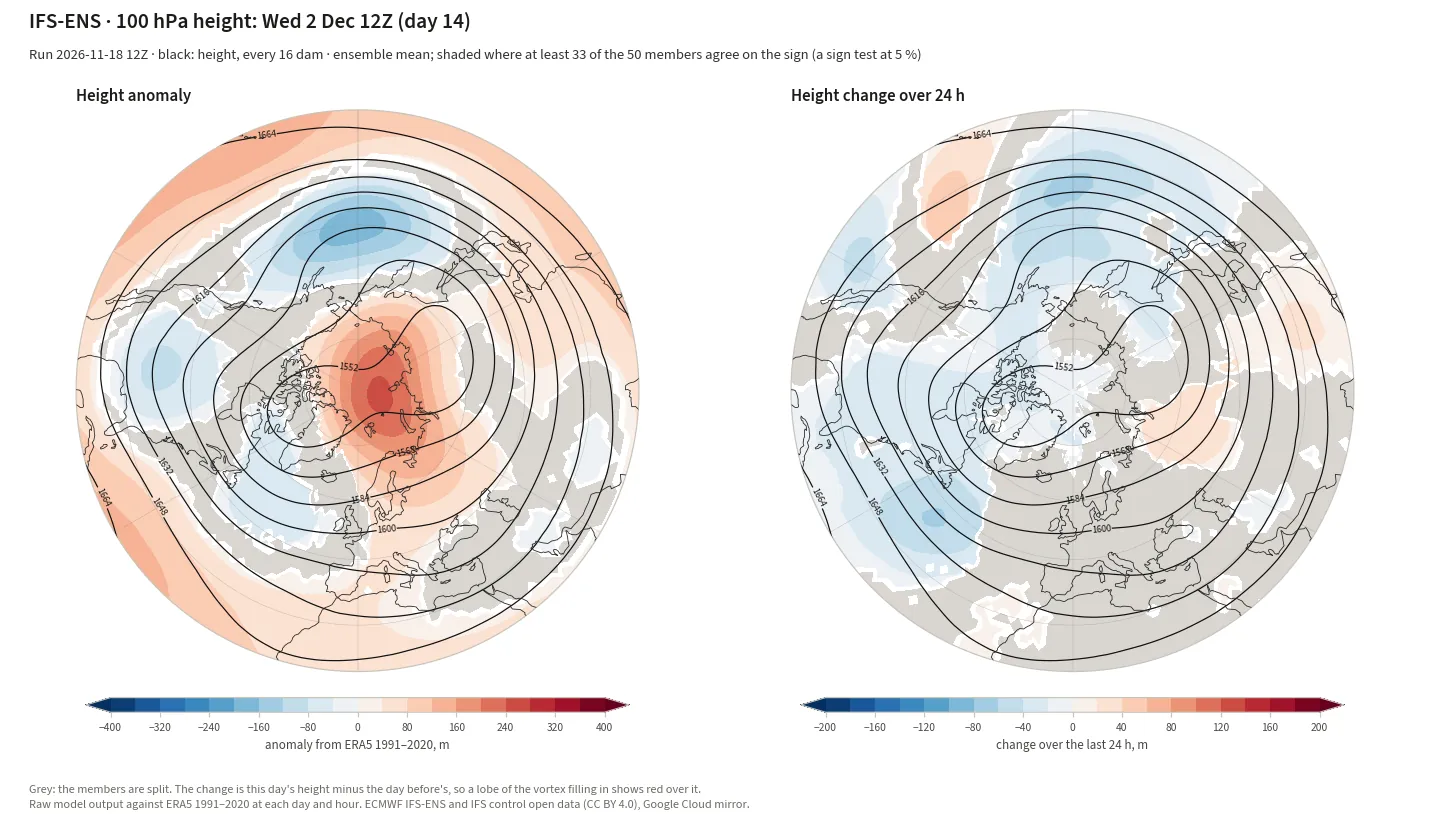 IFS-ENS · 100 hPa height: Wed 2 Dec 12Z (day 14)
Run 2026-11-18 12Z · black: height, every 16 dam · ensemble mean; shaded where at least 33 of the 50 members agree on the sign (a sign test at 5 %)
Height anomaly
Height change over 24 h
1664
1616
1552
1568
1584
1600
1632
1648
1664
1664
1616
1552
1568
1584
1600
1632
1648
1664
−400 −320 −240 −160 −80 0 80 160 240 320 400
anomaly from ERA5 1991–2020, m
−200 −160 −120 −80 −40 0 40 80 120 160 200
change over the last 24 h, m
Grey: the members are split. The change is this day's height minus the day before's, so a lobe of the vortex filling in shows red over it.
Raw model output against ERA5 1991–2020 at each day and hour. ECMWF IFS-ENS and IFS control open data (CC BY 4.0), Google Cloud mirror.